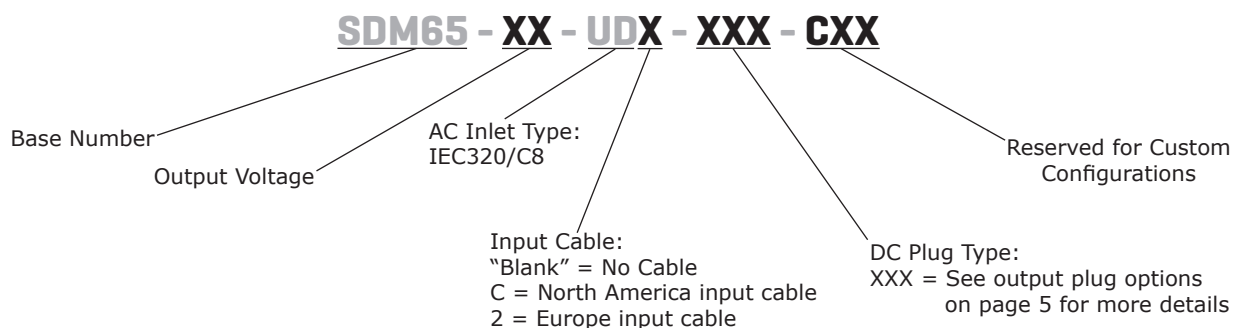 SDM65 - XX - UDX - XXX - CXX
Base Number
Output Voltage
AC Inlet Type:
IEC320/C8
Input Cable:
“Blank” = No Cable
C = North America input cable
2 = Europe input cable
DC Plug Type:
XXX = See output plug options
on page 5 for more details
Reserved for Custom
Configurations